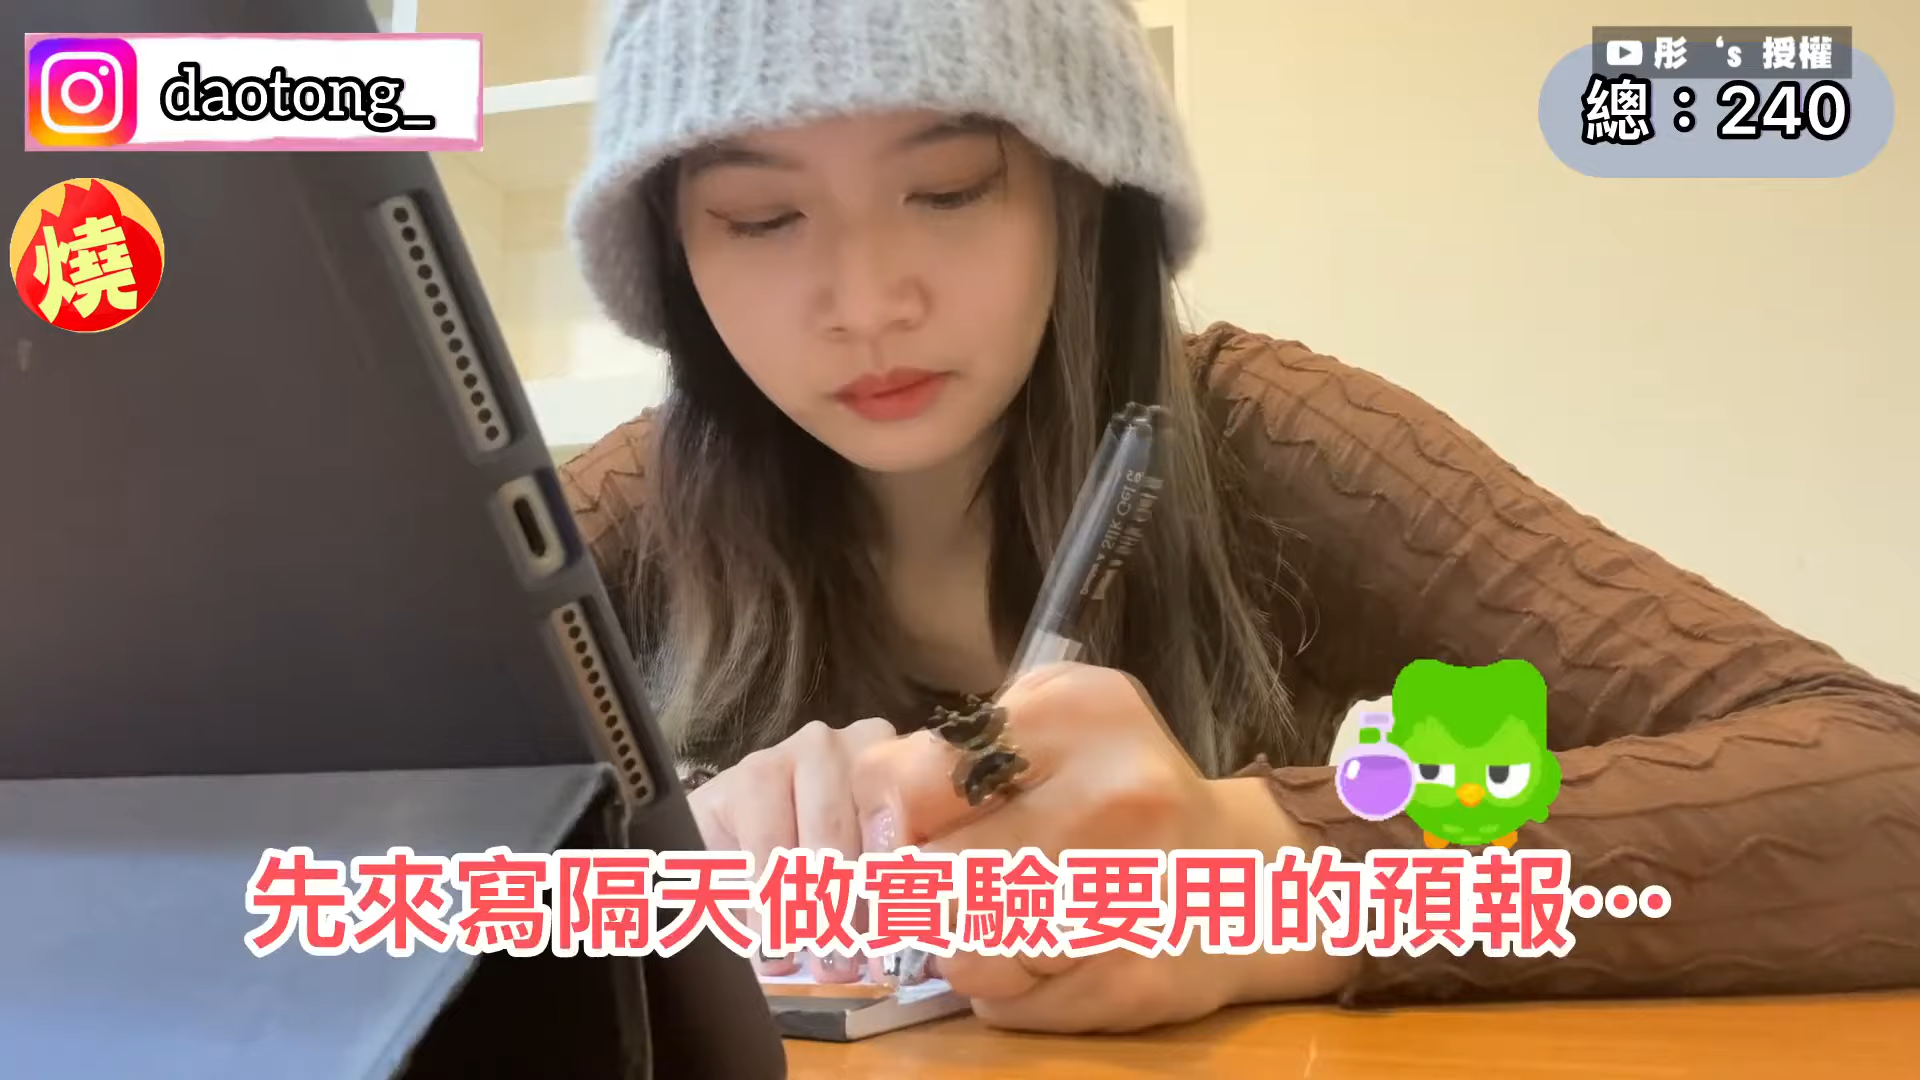 daotong_
彤‘s 授權
總：240
燒
先來寫隔天做實驗要用的預報⋯